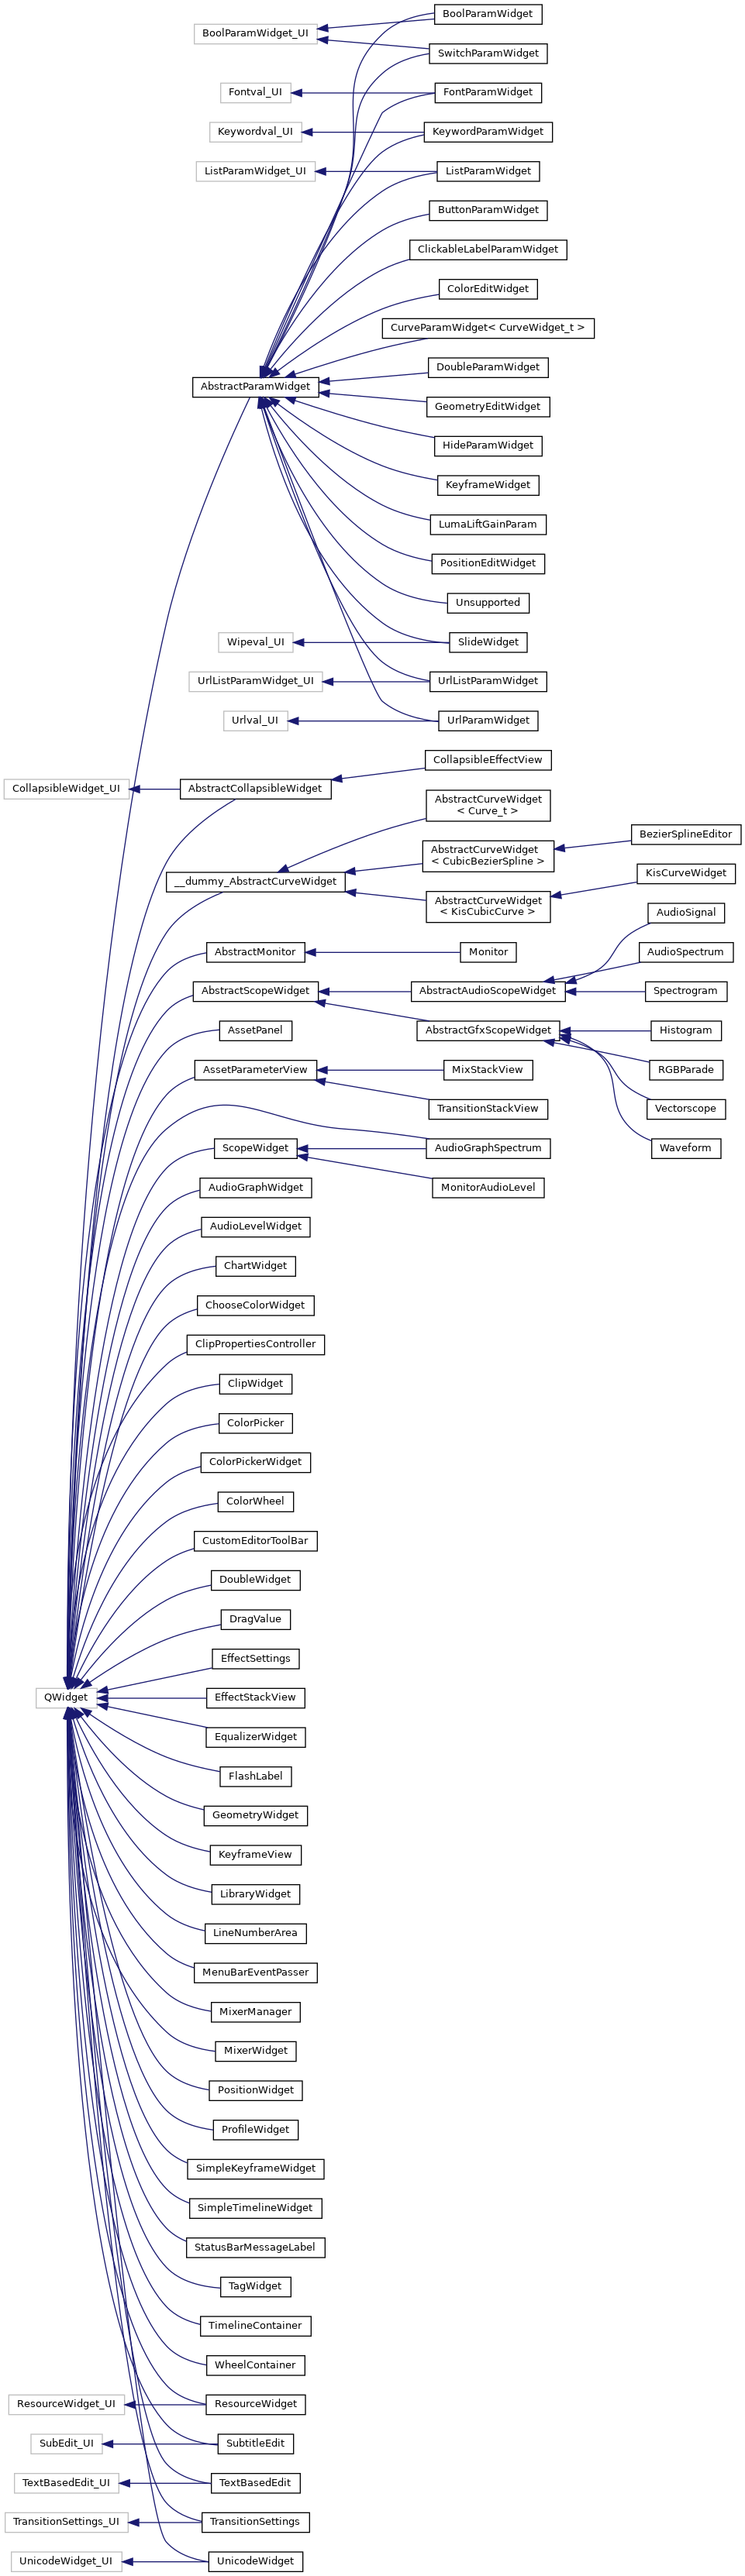 BoolParamWidget
BoolParamWidget_UI
SwitchParamWidget
Fontval_UI
FontParamWidget
Keywordval_UI
KeywordParamWidget
ListParamWidget_UI
ListParamWidget
ButtonParamWidget
ClickableLabelParamWidget
ColorEditWidget
CurveParamWidget< CurveWidget_t >
DoubleParamWidget
AbstractParamWidget
GeometryEditWidget
HideParamWidget
KeyframeWidget
LumaLiftGainParam
PositionEditWidget
Unsupported
Wipeval_UI
SlideWidget
UrlListParamWidget_UI
UrlListParamWidget
Urlval_UI
UrlParamWidget
CollapsibleEffectView
CollapsibleWidget_UI
AbstractCollapsibleWidget
AbstractCurveWidget
< Curve_t >
BezierSplineEditor
AbstractCurveWidget
< CubicBezierSpline >
KisCurveWidget
__dummy_AbstractCurveWidget
AbstractCurveWidget
< KisCubicCurve >
AudioSignal
AbstractMonitor
Monitor
AudioSpectrum
AbstractScopeWidget
AbstractAudioScopeWidget
Spectrogram
AssetPanel
AbstractGfxScopeWidget
Histogram
AssetParameterView
MixStackView
RGBParade
TransitionStackView
Vectorscope
ScopeWidget
AudioGraphSpectrum
Waveform
AudioGraphWidget
MonitorAudioLevel
AudioLevelWidget
ChartWidget
ChooseColorWidget
ClipPropertiesController
ClipWidget
ColorPicker
ColorPickerWidget
ColorWheel
CustomEditorToolBar
DoubleWidget
DragValue
EffectSettings
QWidget
EffectStackView
EqualizerWidget
FlashLabel
GeometryWidget
KeyframeView
LibraryWidget
LineNumberArea
MenuBarEventPasser
MixerManager
MixerWidget
PositionWidget
ProfileWidget
SimpleKeyframeWidget
SimpleTimelineWidget
StatusBarMessageLabel
TagWidget
TimelineContainer
WheelContainer
ResourceWidget_UI
ResourceWidget
SubEdit_UI
SubtitleEdit
TextBasedEdit_UI
TextBasedEdit
TransitionSettings_UI
TransitionSettings
UnicodeWidget_UI
UnicodeWidget